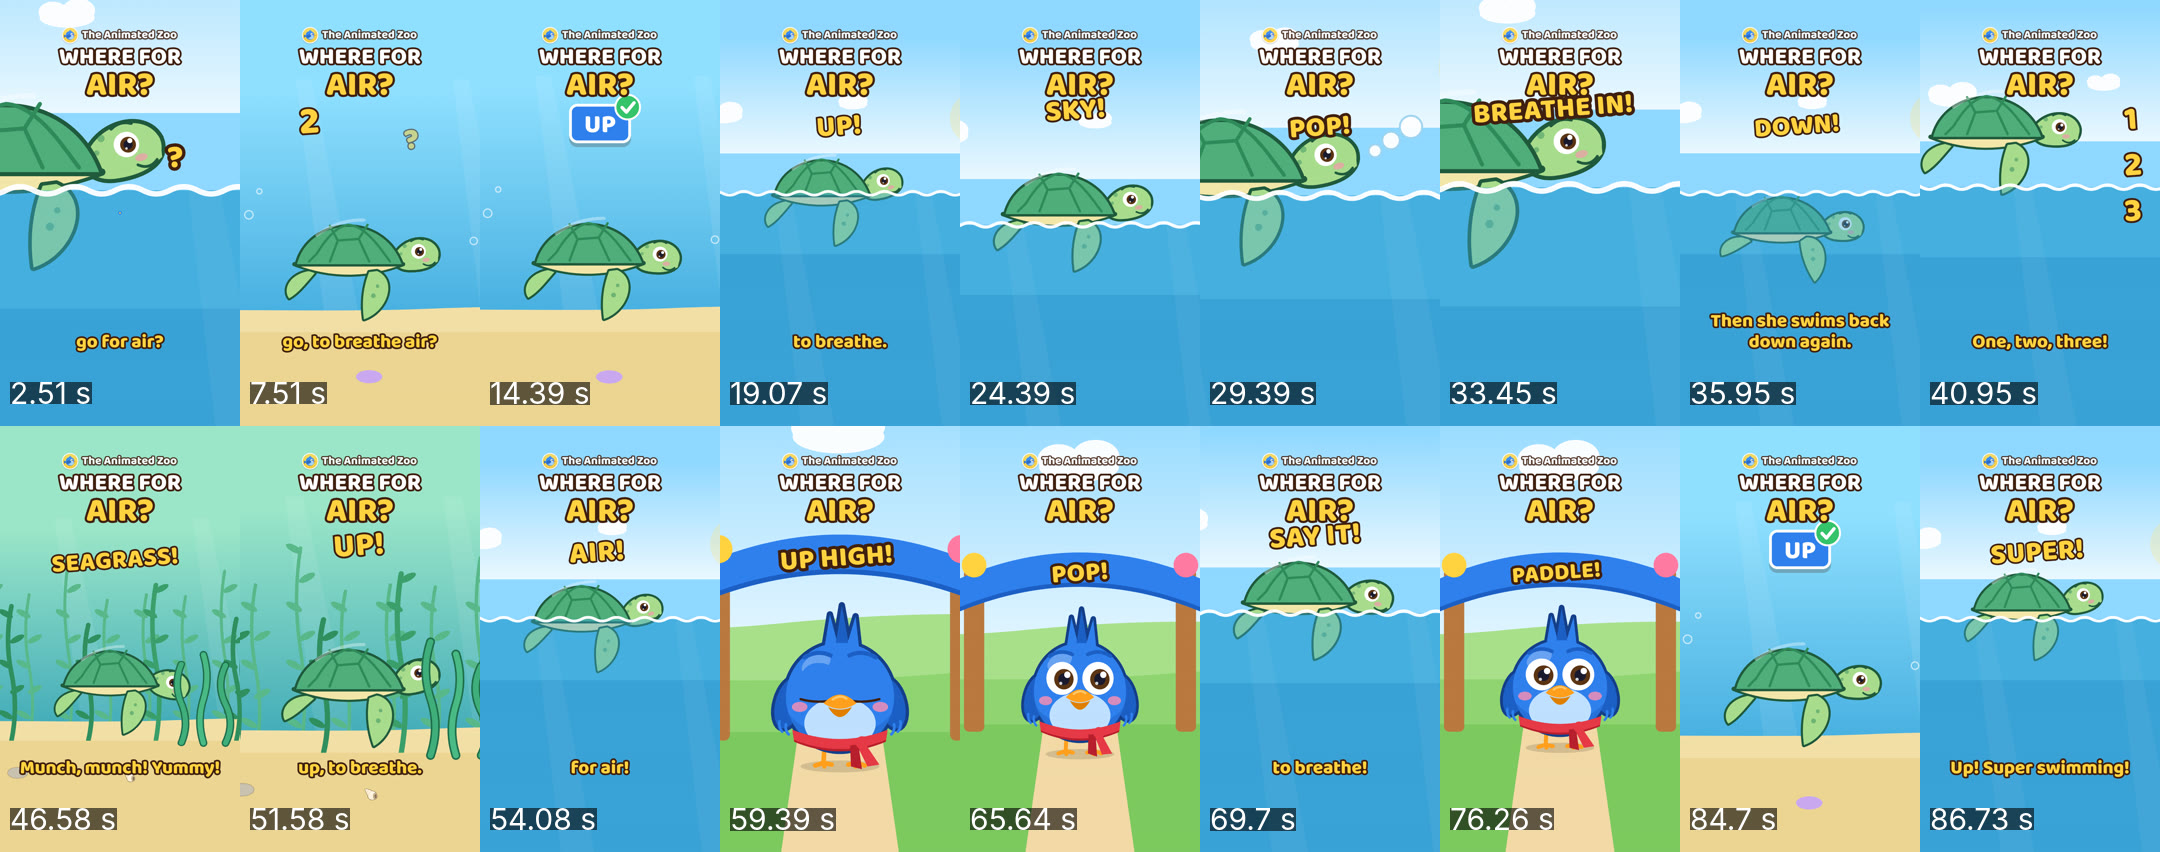 The Animated Zoo
WHERE FOR
AIR?
?
go for air?
2.51 s
The Animated Zoo
WHERE FOR
AIR?
2
?
go, to breathe air?
7.51 s
The Animated Zoo
WHERE FOR
AIR?
UP
14.39 s
The Animated Zoo
WHERE FOR
AIR?
UP!
to breathe.
19.07 s
The Animated Zoo
WHERE FOR
AIR?
SKY!
24.39 s
The Animated Zoo
WHERE FOR
AIR?
POP!
29.39 s
The Animated Zoo
WHERE FOR
AIR?
BREATHE IN!
33.45 s
The Animated Zoo
WHERE FOR
AIR?
DOWN!
Then she swims back
down again.
35.95 s
The Animated Zoo
WHERE FOR
AIR?
1
2
3
One, two, three!
40.95 s
The Animated Zoo
WHERE FOR
AIR?
SEAGRASS!
Munch, munch! Yummy!
46.58 s
The Animated Zoo
WHERE FOR
AIR?
UP!
up, to breathe.
51.58 s
The Animated Zoo
WHERE FOR
AIR?
AIR!
for air!
54.08 s
The Animated Zoo
WHERE FOR
AIR?
UP HIGH!
59.39 s
The Animated Zoo
WHERE FOR
AIR?
POP!
65.64 s
The Animated Zoo
WHERE FOR
AIR?
SAY IT!
to breathe!
69.7 s
The Animated Zoo
WHERE FOR
AIR?
PADDLE!
76.26 s
The Animated Zoo
WHERE FOR
AIR?
UP
84.7 s
The Animated Zoo
WHERE FOR
AIR?
SUPER!
Up! Super swimming!
86.73 s